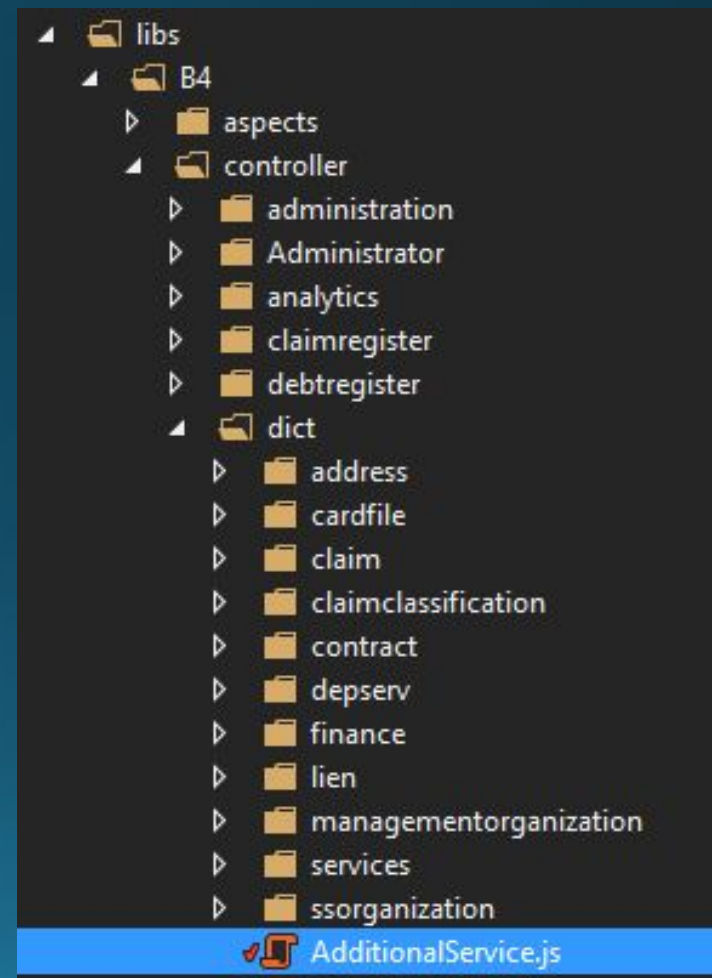 libs
B4
aspects
controller
administration
Administrator
analytics
claimregister
debtregister
dict
address
cardfile
claim
claimclassification
contract
depserv
finance
lien
managementorganization
services
ssorganization
AdditionalService.js